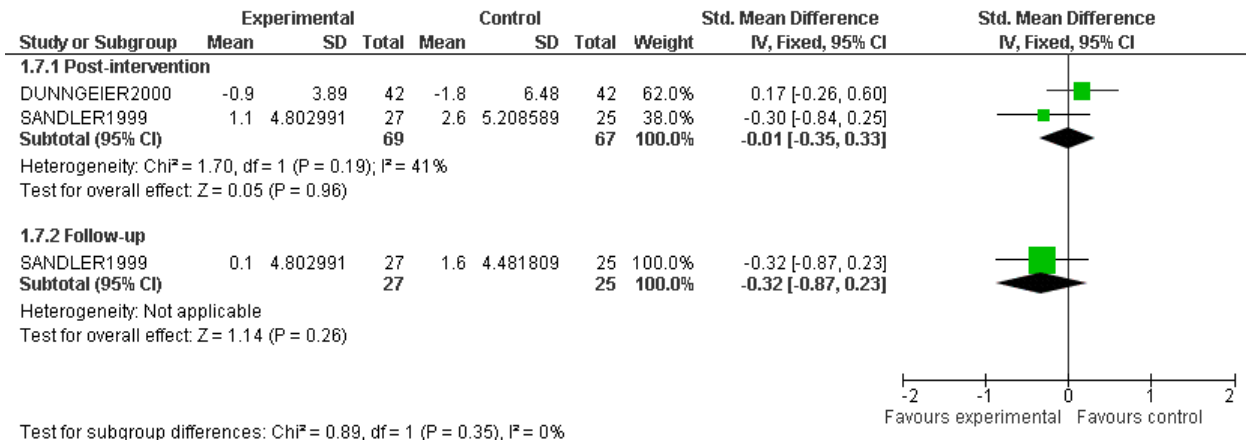 Experimental Control Std. Mean Difference Std. Mean Difference
Study or Subgroup Mean SD Total Mean SD Total Weight IV, Fixed, 95% CI IV, Fixed, 95% CI
1.7.1 Post-intervention
DUNNGEIER2000 -0.9 3.89 42 -1.8 6.48 42 62.0% 0.17 [-0.26, 0.60]
SANDLER1999 1.1 4.802991 27 2.6 5.208589 25 38.0% -0.30 [-0.84, 0.25]
Subtotal (95% CI) 69 67 100.0% -0.01 [-0.35, 0.33]
Heterogeneity: Chi² = 1.70, df = 1 (P = 0.19); I² = 41%
Test for overall effect: Z = 0.05 (P = 0.96)
1.7.2 Follow-up
SANDLER1999 0.1 4.802991 27 1.6 4.481809 25 100.0% -0.32 [-0.87, 0.23]
Subtotal (95% CI) 27 25 100.0% -0.32 [-0.87, 0.23]
Heterogeneity: Not applicable
Test for overall effect: Z = 1.14 (P = 0.26)
-2 -1 0 1 2
Favours experimental Favours control
Test for subgroup differences: Chi² = 0.89, df = 1 (P = 0.35), I² = 0%